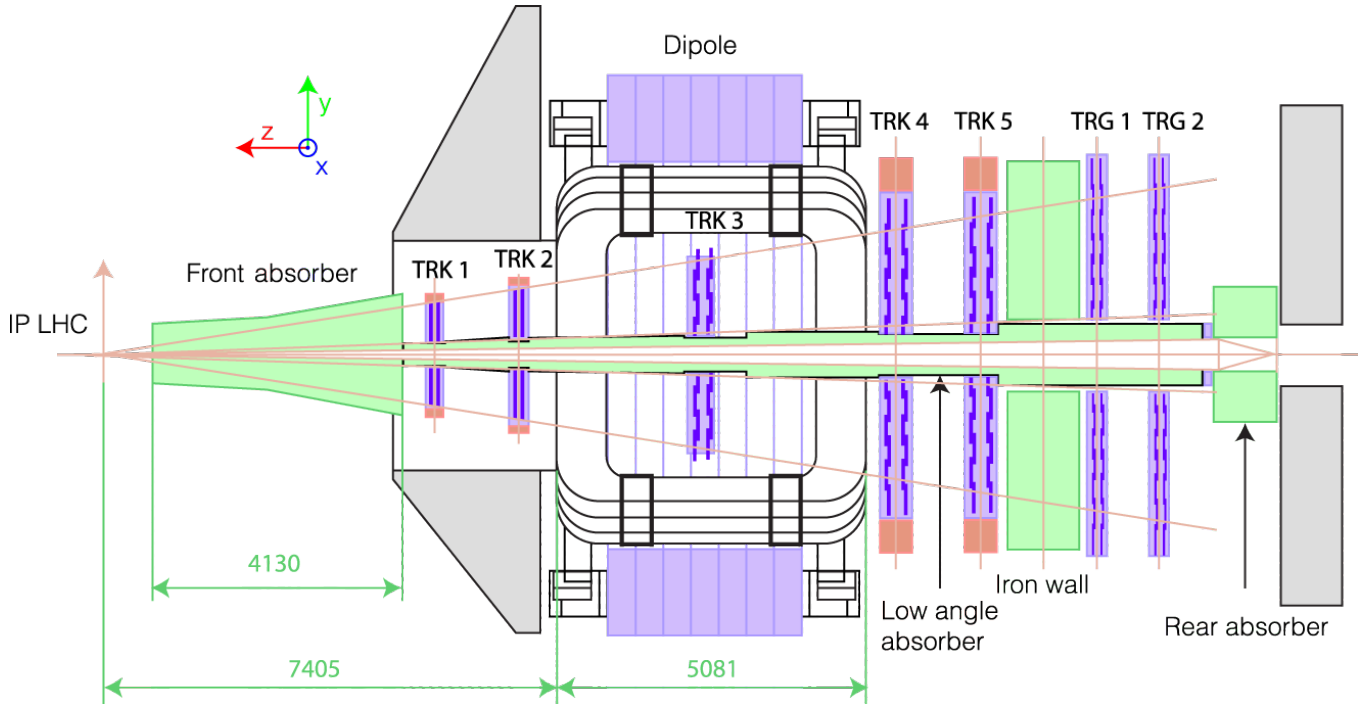 Dipole
y
z
x
TRK 4
TRK 5
TRG 1
TRG 2
TRK 3
TRK 2
TRK 1
Front absorber
IP LHC
4130
Iron wall
Low angle
absorber
Rear absorber
7405
5081